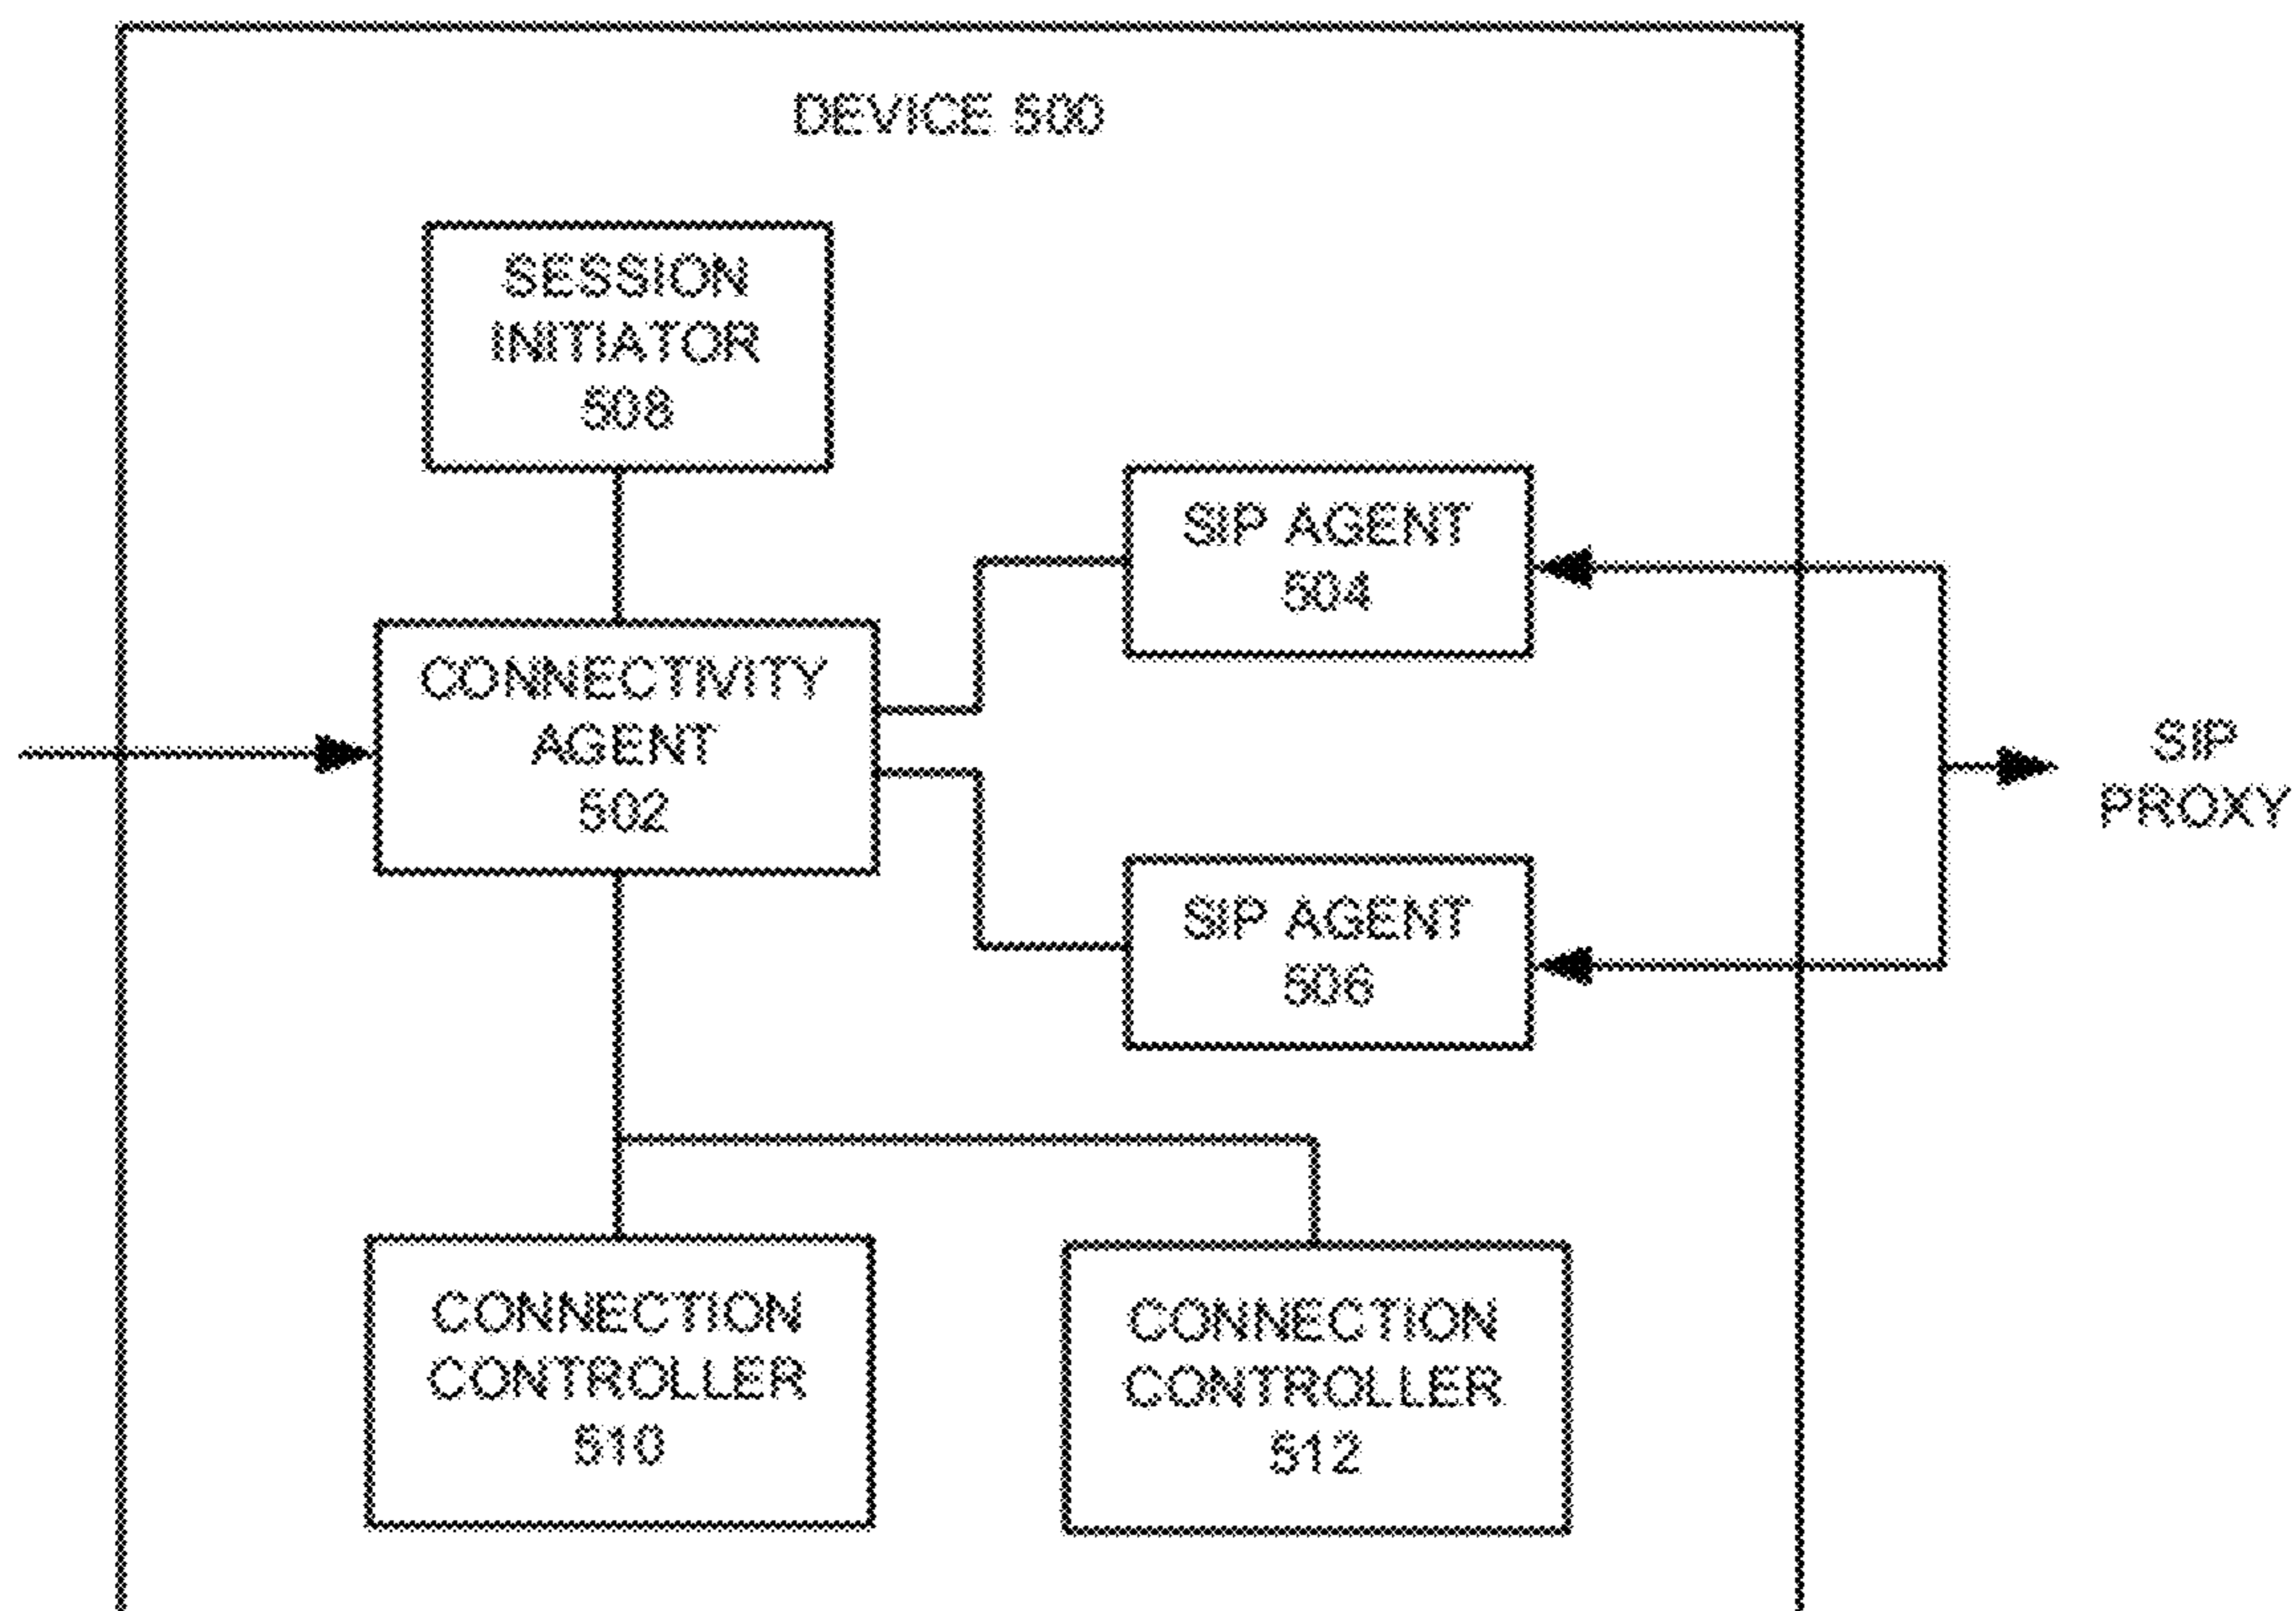 DEVICE 500
SESSION
INITIATOR
508
SIP AGENT
504
CONNECTIVITY
AGENT
502
SIP
PROXY
SIP AGENT
506
CONNECTION
CONTROLLER
510
CONNECTION
CONTROLLER
512